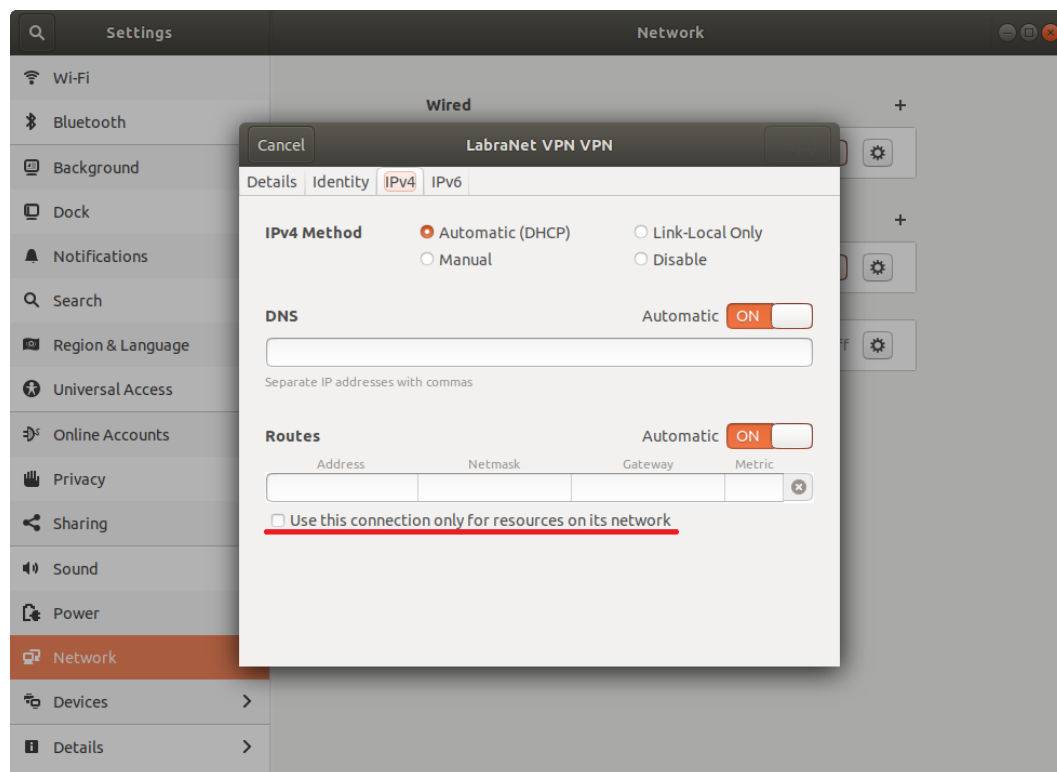 Settings
Network
Wi-Fi
Bluetooth
Background
Dock
Notifications
Search
Region & Language
Universal Access
Online Accounts
Privacy
Sharing
Sound
Power
Network
Devices
Details
Wired
Cancel
LabraNet VPN VPN
Details Identity IPv4 IPv6
IPv4 Method Automatic (DHCP) Link-Local Only
Manual Disable
DNS Automatic ON
Separate IP addresses with commas
Routes Automatic ON
Address Netmask Gateway Metric
Use this connection only for resources on its network